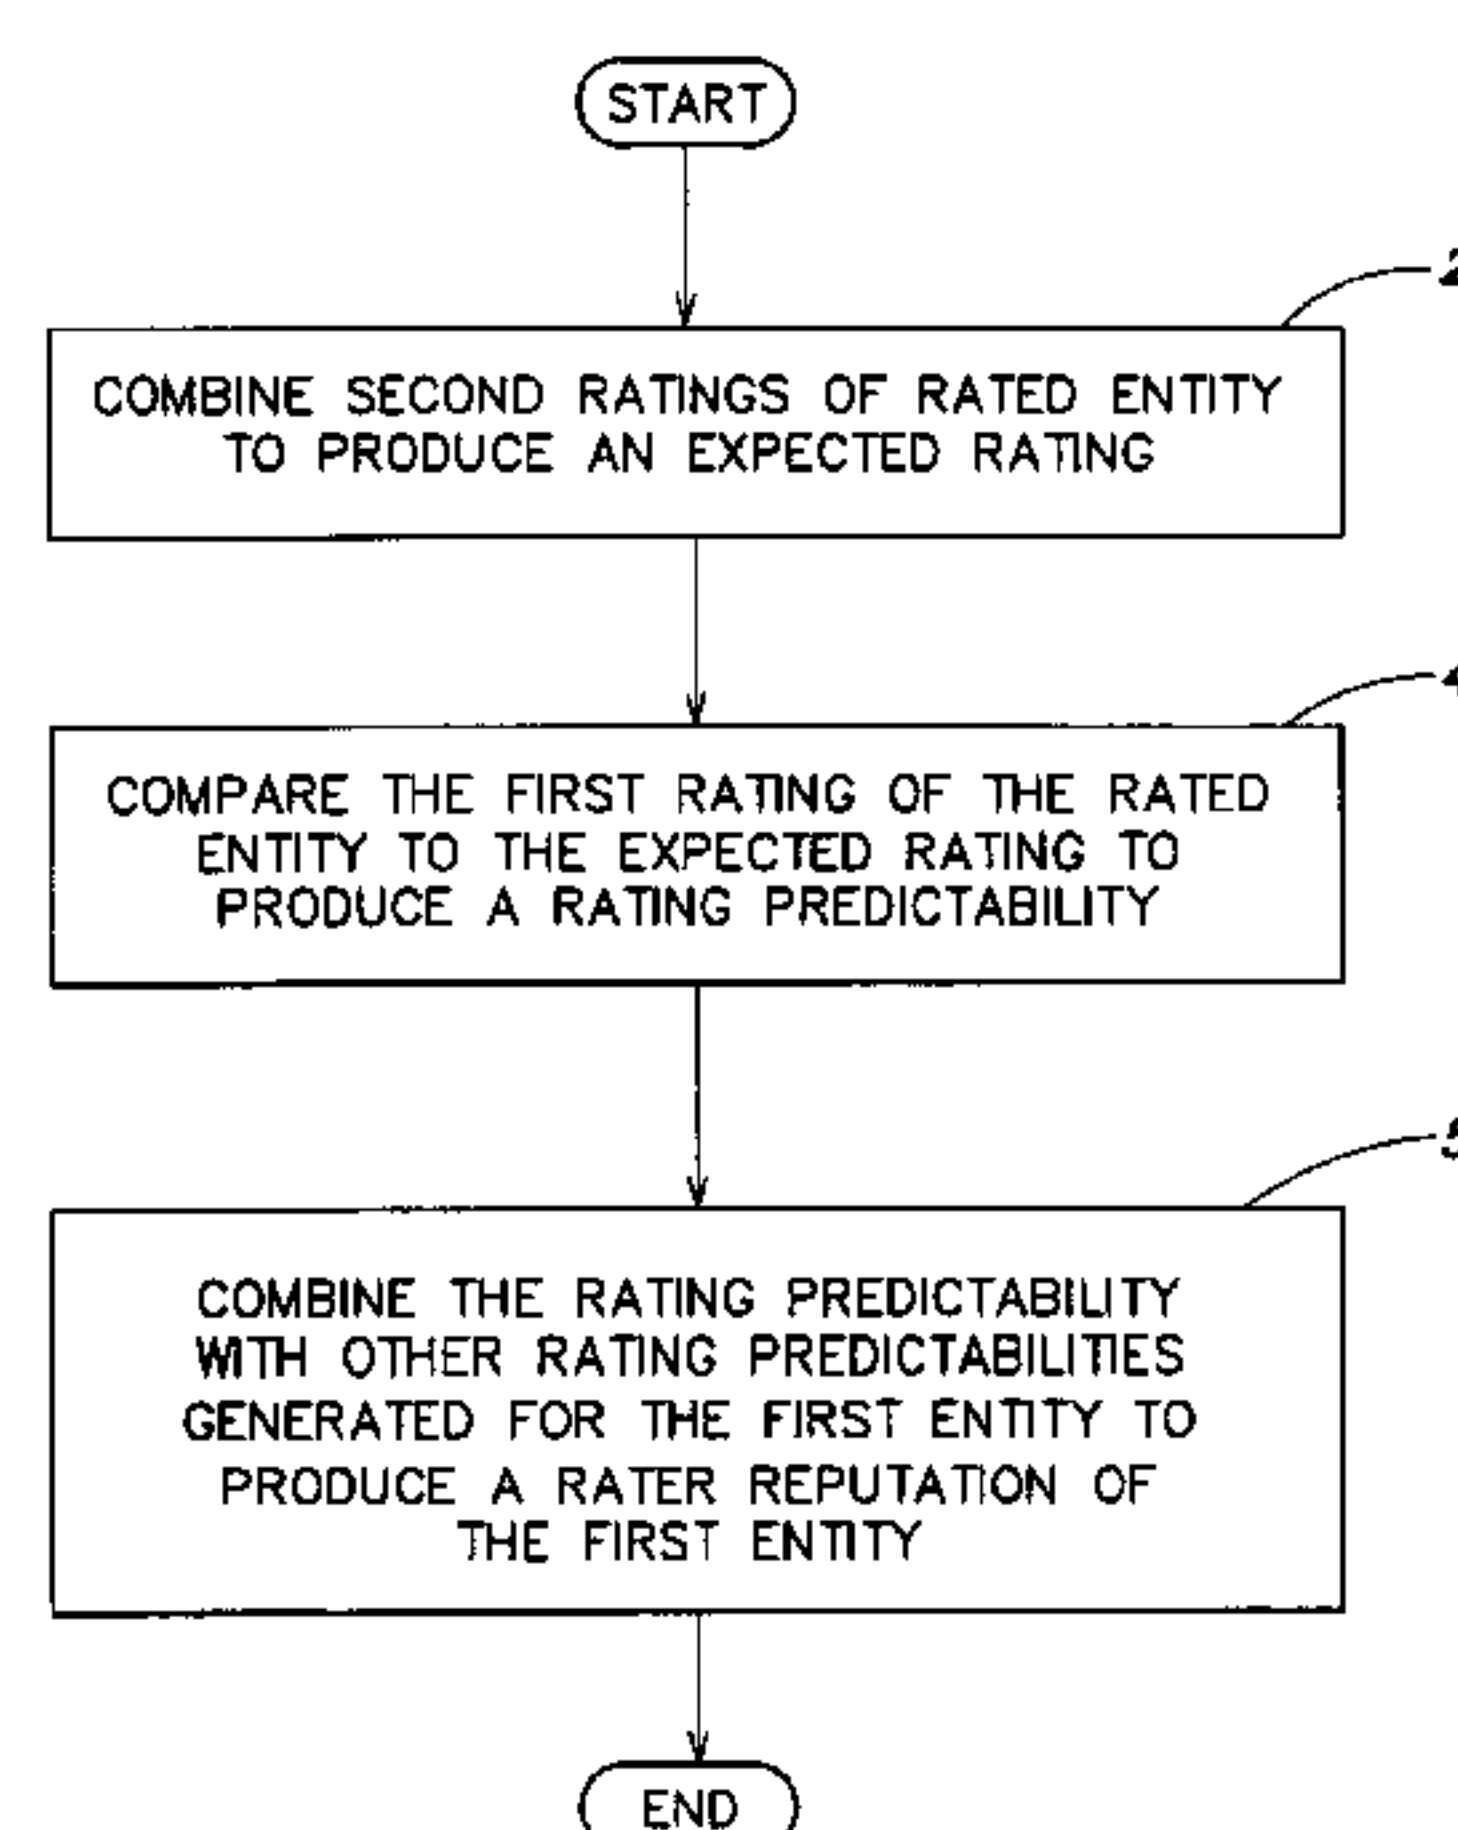 START
COMBINE SECOND RATINGS OF RATED ENTITY
TO PRODUCE AN EXPECTED RATING
COMPARE THE FIRST RATING OF THE RATED
ENTITY TO THE EXPECTED RATING TO
PRODUCE A RATING PREDICTABILITY
COMBINE THE RATING PREDICTABILITY
WITH OTHER RATING PREDICTABILITIES
GENERATED FOR THE FIRST ENTITY TO
PRODUCE A RATER REPUTATION OF
THE FIRST ENTITY
END